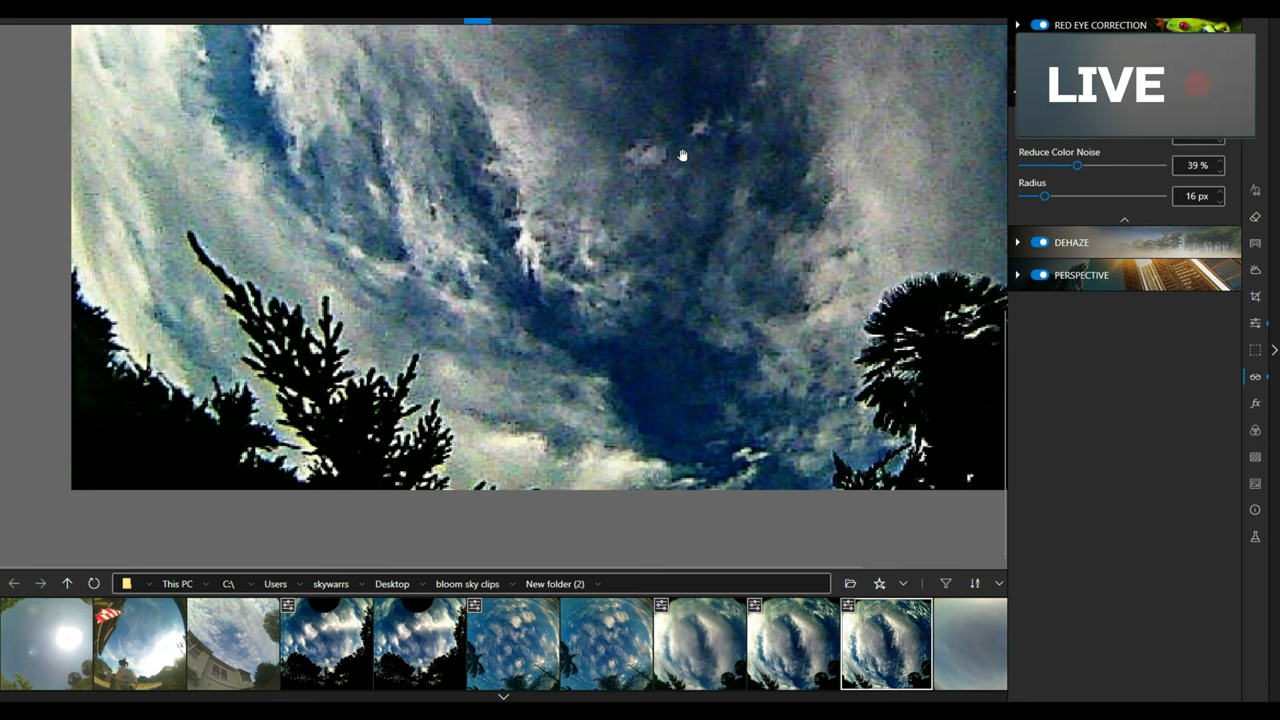 RED EYE CORRECTION
LIVE
Reduce Color Noise
39 %
Radius
16 px
DEHAZE
PERSPECTIVE
This PC C:\ Users skywarrs Desktop bloom sky clips New folder (2)